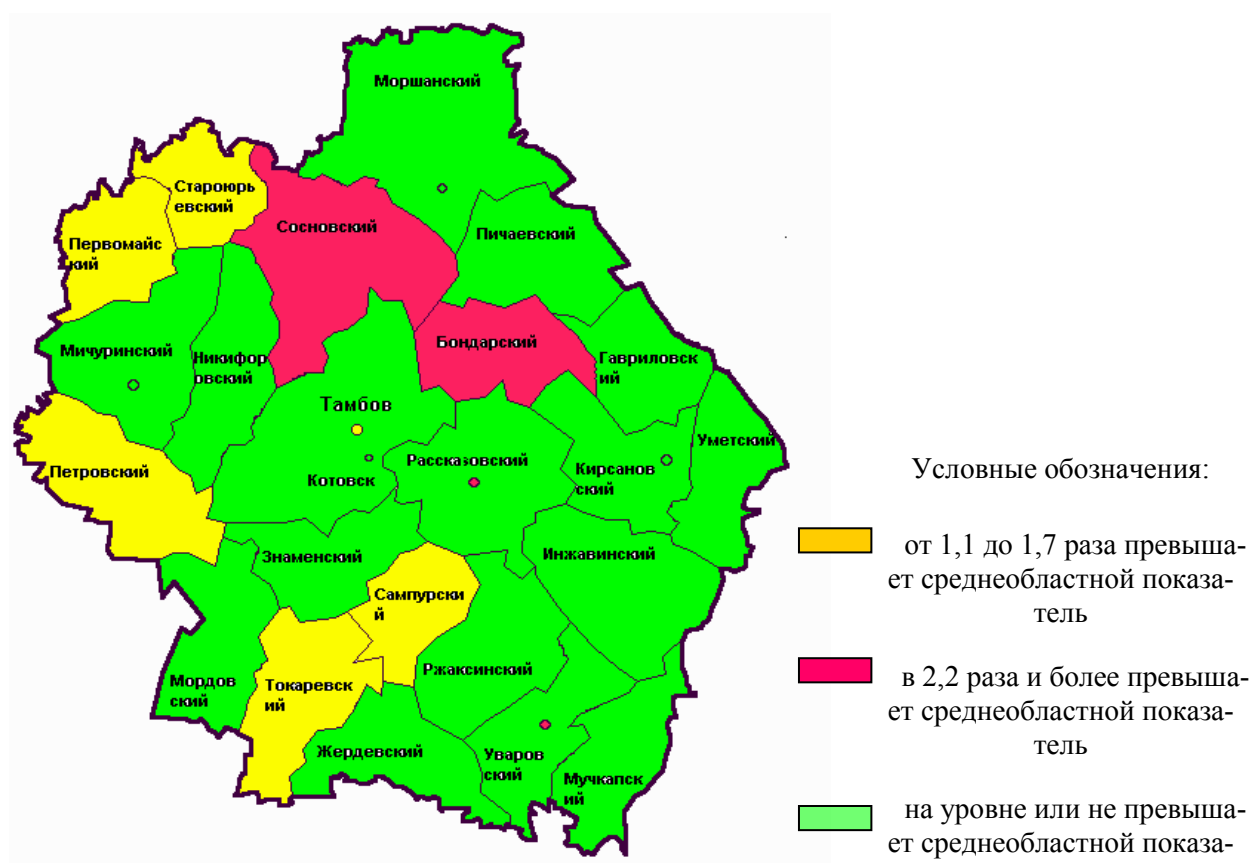 Моршанский
Староюрь
евский
Сосновский
Пичаевский
Первомайс
кий
Мичуринский
Никифор
овский
Бондарский
Гавриловск
ий
Тамбов
Уметский
Петровский
Котовск
Рассказовский
Кирсанов
ский
Знаменский
Инжавинский
Сампурски
й
Мордов
ский
Токаревск
ий
Ржаксинский
Жердевский
Уваров
ский
Мучкапск
ий
Условные обозначения:
от 1,1 до 1,7 раза превыша-
ет среднеобластной показа-
тель
в 2,2 раза и более превыша-
ет среднеобластной показа-
тель
на уровне или не превыша-
ет среднеобластной показа-